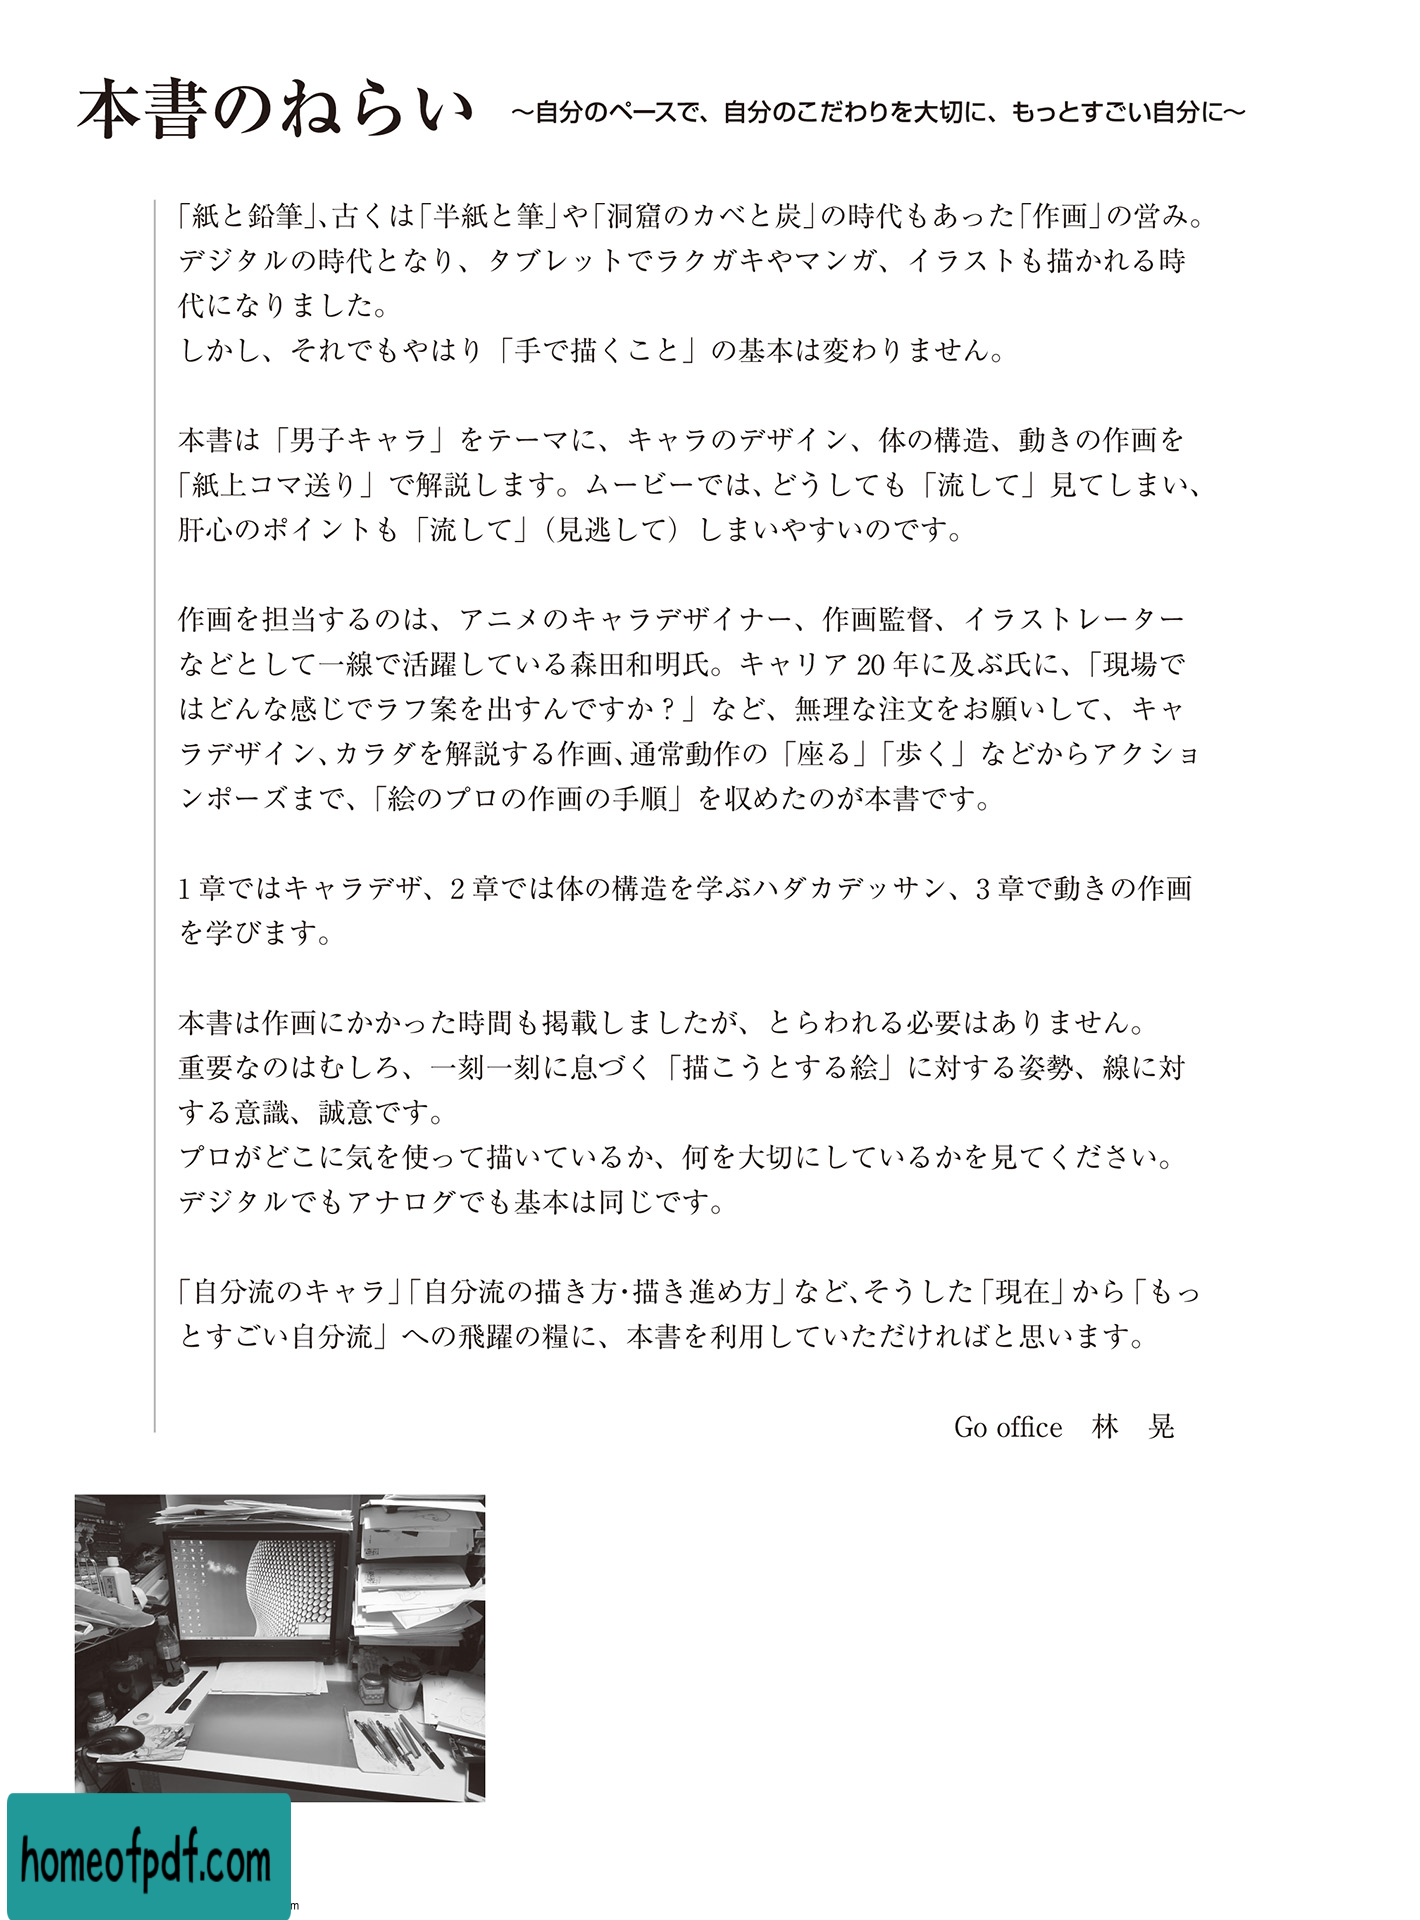 本書のねらい　〜自分のペースで、自分のこだわりを大切に、もっとすごい自分に〜
「紙と鉛筆」、古くは「半紙と筆」や「洞窟のカベと炭」の時代もあった「作画」の営み。
デジタルの時代となり、タブレットでラクガキやマンガ、イラストも描かれる時
代になりました。
しかし、それでもやはり「手で描くこと」の基本は変わりません。
本書は「男子キャラ」をテーマに、キャラのデザイン、体の構造、動きの作画を
「紙上コマ送り」で解説します。ムービーでは、どうしても「流して」見てしまい、
肝心のポイントも「流して」（見逃して）しまいやすいのです。
作画を担当するのは、アニメのキャラデザイナー、作画監督、イラストレーター
などとして一線で活躍している森田和明氏。キャリア 20 年に及ぶ氏に、「現場で
はどんな感じでラフ案を出すんですか？」など、無理な注文をお願いして、キャ
ラデザイン、カラダを解説する作画、通常動作の「座る」「歩く」などからアクショ
ンポーズまで、「絵のプロの作画の手順」を収めたのが本書です。
1 章ではキャラデザ、2 章では体の構造を学ぶハダカデッサン、3 章で動きの作画
を学びます。
本書は作画にかかった時間も掲載しましたが、とらわれる必要はありません。
重要なのはむしろ、一刻一刻に息づく「描こうとする絵」に対する姿勢、線に対
する意識、誠意です。
プロがどこに気を使って描いているか、何を大切にしているかを見てください。
デジタルでもアナログでも基本は同じです。
「自分流のキャラ」「自分流の描き方・描き進め方」など、そうした「現在」から「もっ
とすごい自分流」への飛躍の糧に、本書を利用していただければと思います。
Go office　林　晃
homeofpdf.com
m